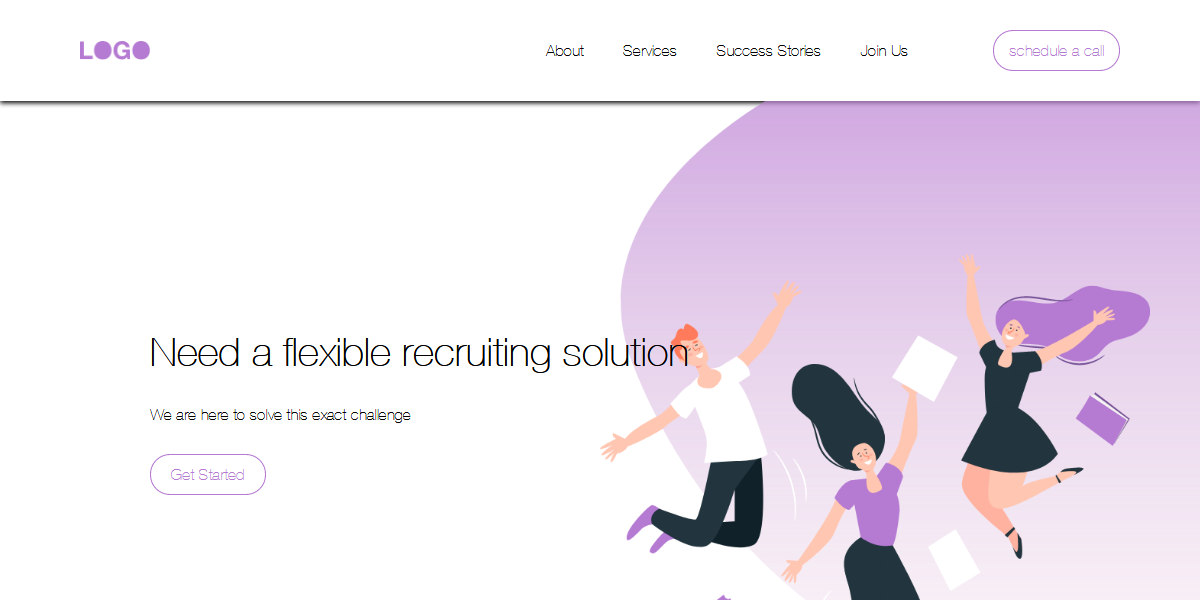 LOGO
About
Services
Success Stories
Join Us
schedule a call
Need a flexible recruiting solution
We are here to solve this exact challenge
Get Started